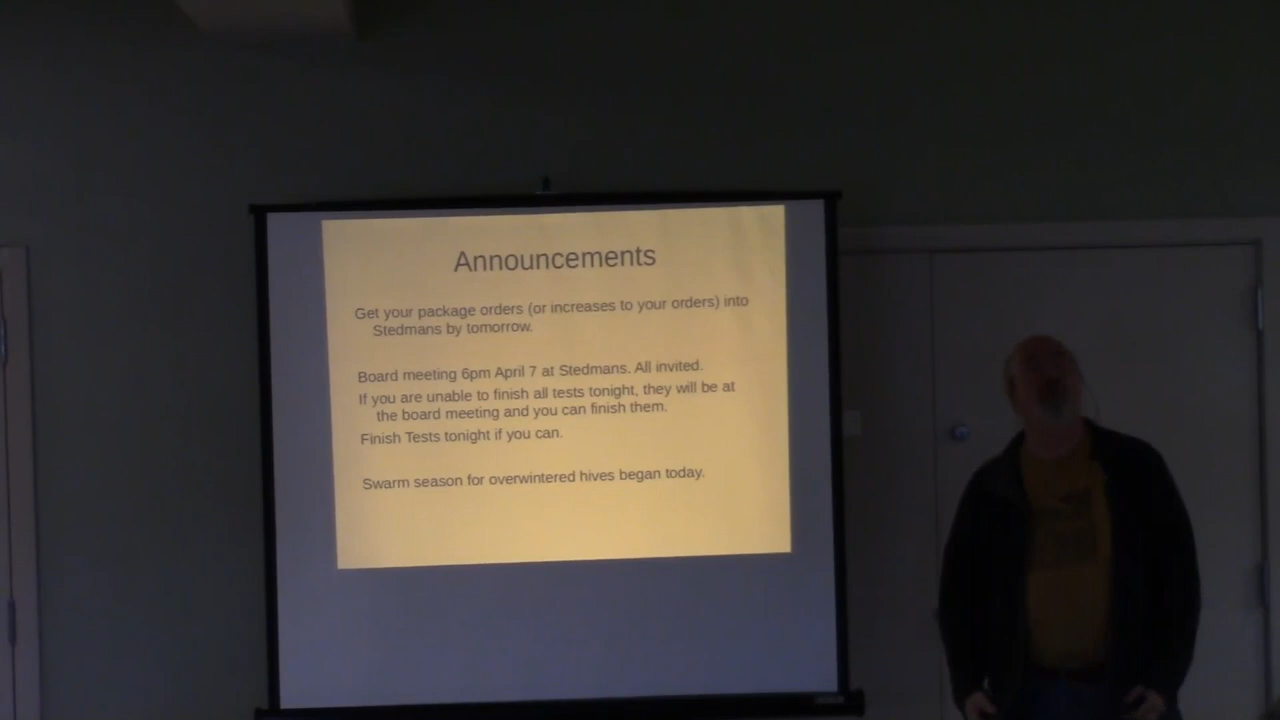 Announcements
Get your package orders (or increases to your orders) into
Stedmans by tomorrow.
Board meeting 6pm April 7 at Stedmans. All invited.
If you are unable to finish all tests tonight, they will be at
the board meeting and you can finish them.
Finish Tests tonight if you can.
Swarm season for overwintered hives began today.